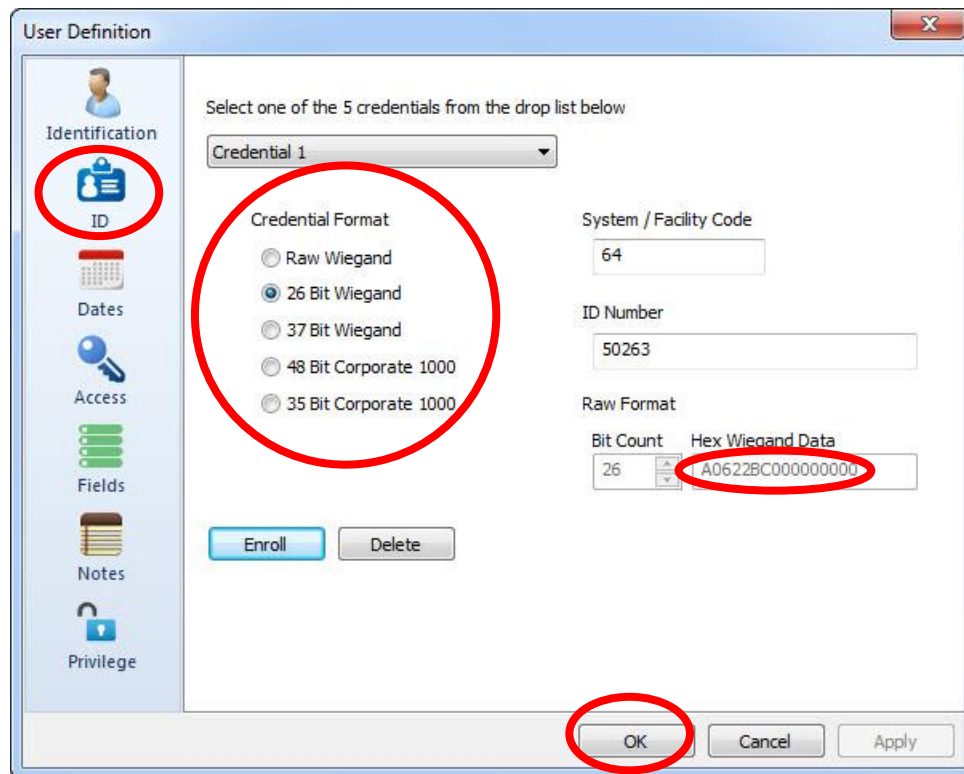 User Definition
Identification
ID
Dates
Access
Fields
Notes
Privilege
Select one of the 5 credentials from the drop list below
Credential 1
Credential Format
Raw Wiegand
26 Bit Wiegand
37 Bit Wiegand
48 Bit Corporate 1000
35 Bit Corporate 1000
System / Facility Code
64
ID Number
50263
Raw Format
Bit Count Hex Wiegand Data
26 A0622BC000000000
Enroll Delete
OK Cancel Apply